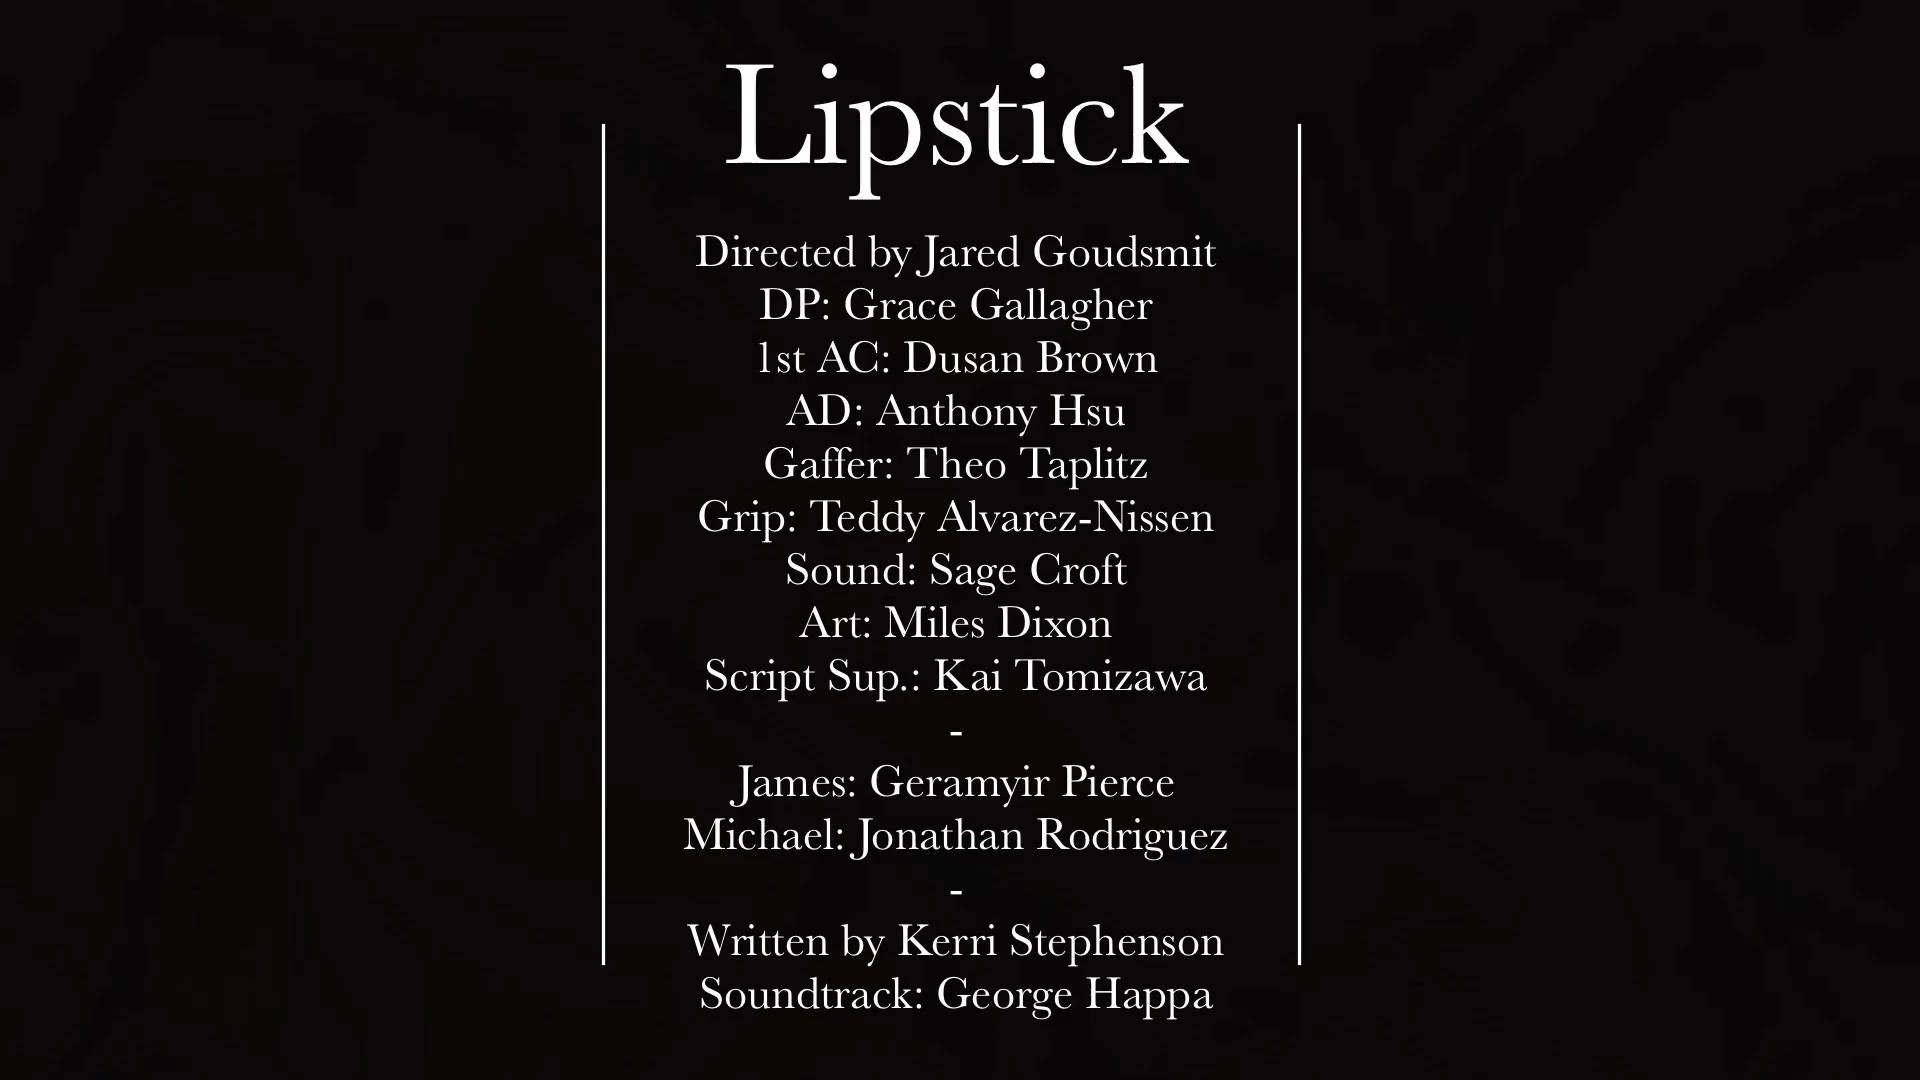 Lipstick
Directed by Jared Goudsmit
DP: Grace Gallagher
1st AC: Dusan Brown
AD: Anthony Hsu
Gaffer: Theo Taplitz
Grip: Teddy Alvarez-Nissen
Sound: Sage Croft
Art: Miles Dixon
Script Sup.: Kai Tomizawa
-
James: Geramyir Pierce
Michael: Jonathan Rodriguez
-
Written by Kerri Stephenson
Soundtrack: George Happa